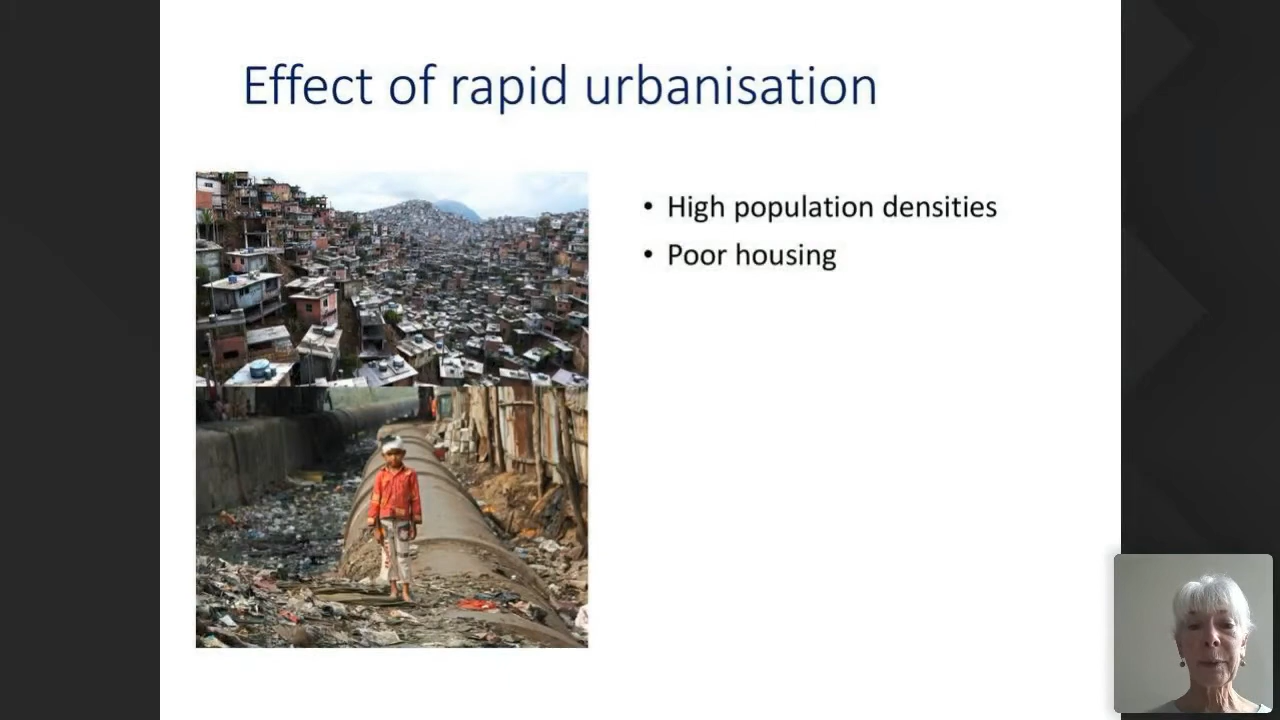 Effect of rapid urbanisation
• High population densities
• Poor housing